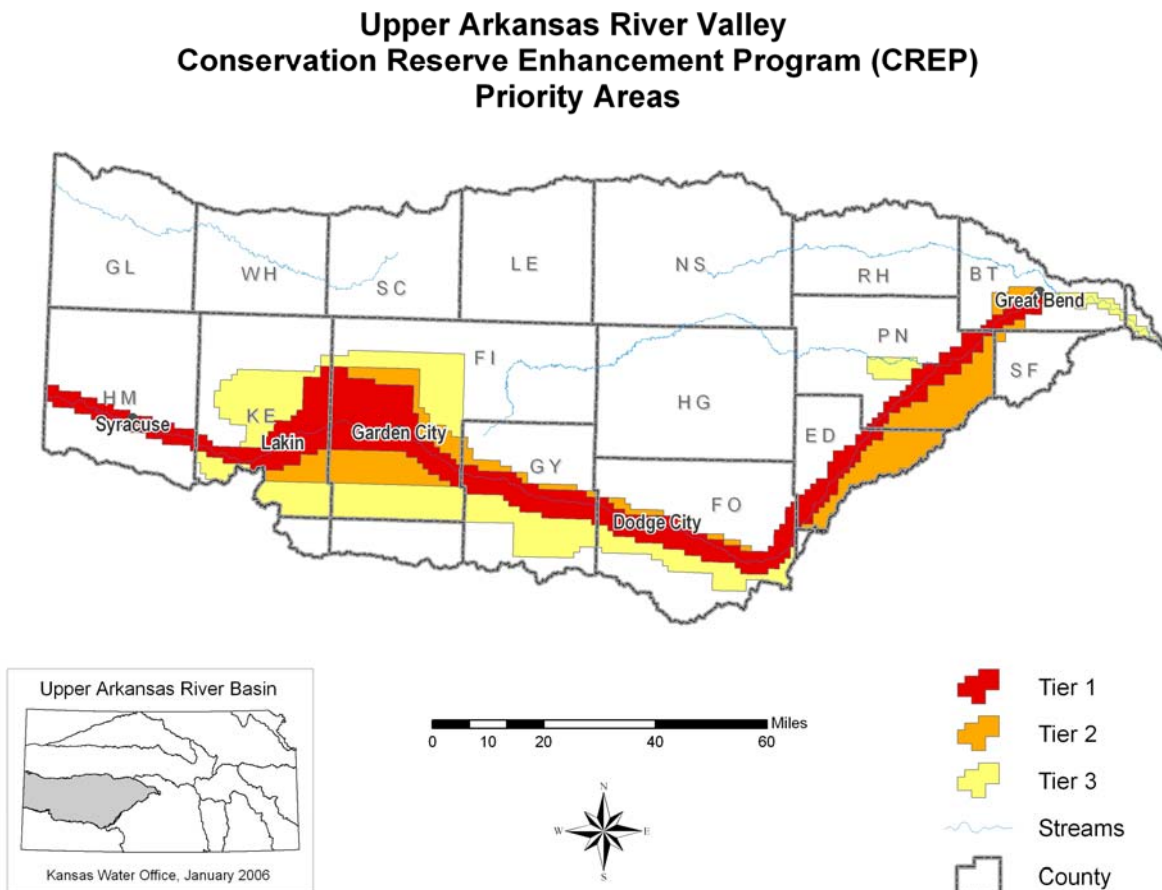 Upper Arkansas River Valley
Conservation Reserve Enhancement Program (CREP)
Priority Areas
GL
WH
SC
LE
NS
RH
BT
Great Bend
HM
Syracuse
KE
Lakin
FI
Garden City
GY
HG
PN
SF
ED
FO
Dodge City
Upper Arkansas River Basin
Kansas Water Office, January 2006
Miles
0 10 20 40 60
N
W E
S
Tier 1
Tier 2
Tier 3
Streams
County